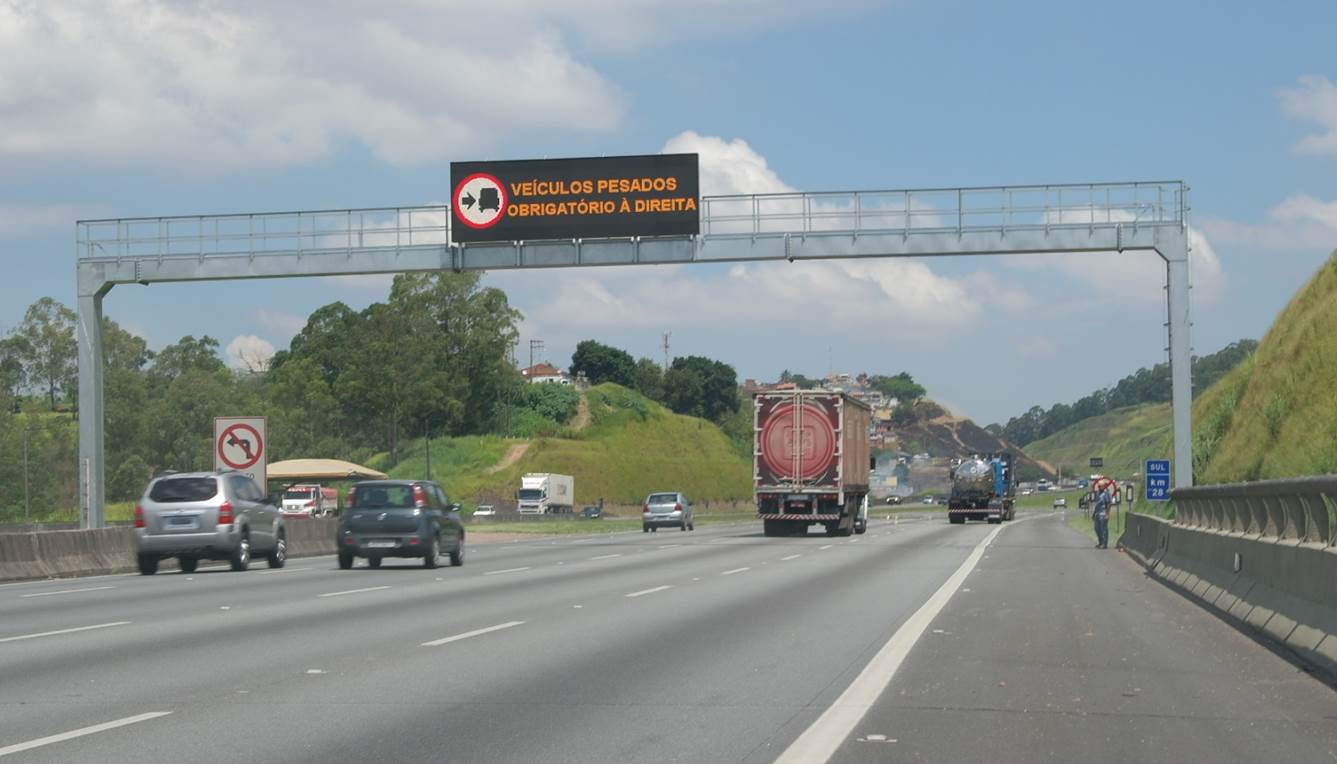 VEÍCULOS PESADOS
OBRIGATÓRIO À DIREITA
SUL
km
28